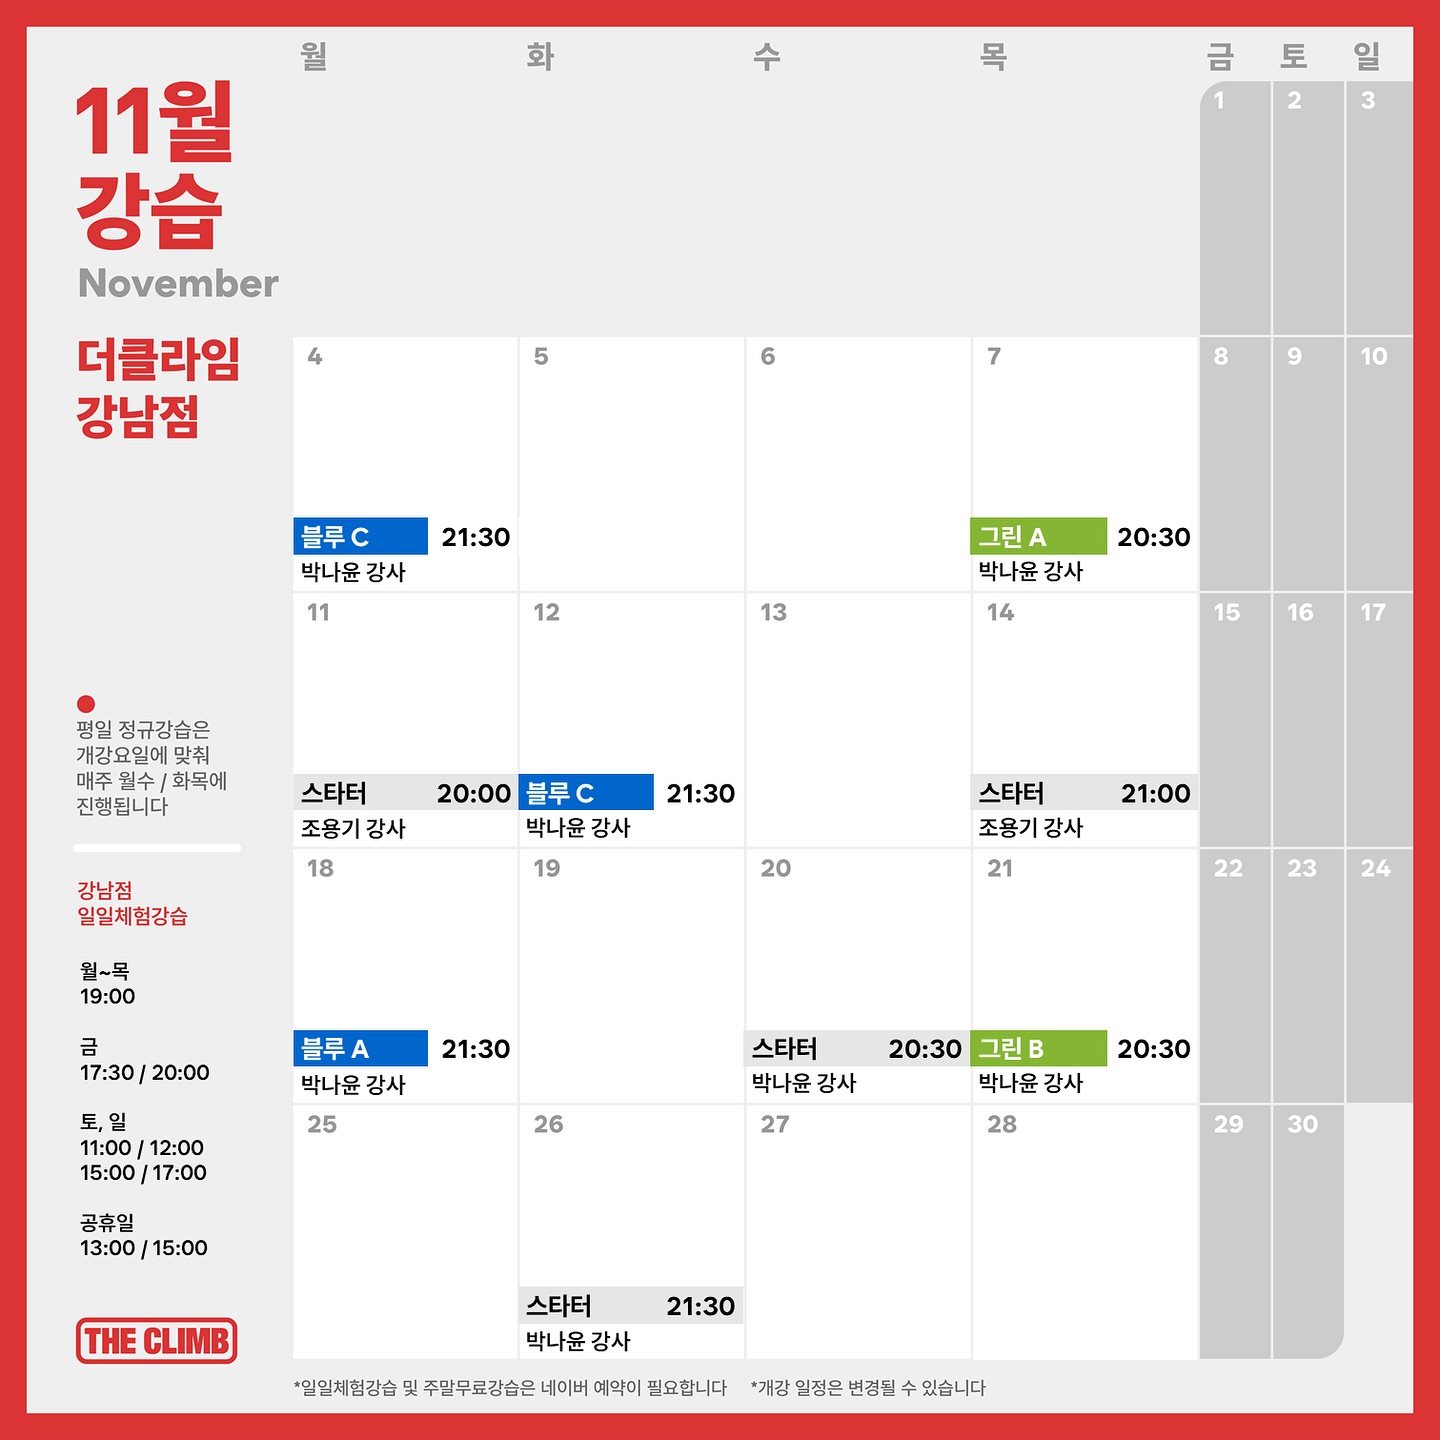 11월
강습
November
더클라임
강남점
평일 정규강습은
개강요일에 맞춰
매주 월수 / 화목에
진행됩니다
강남점
일일체험강습
월~목
19:00
금
17:30 / 20:00
토, 일
11:00 / 12:00
15:00 / 17:00
공휴일
13:00 / 15:00
THE CLIMB
월 화 수 목 금 토 일
1 2 3
4 5 6 7 8 9 10
블루 C 21:30 그린 A 20:30
박나윤 강사 박나윤 강사
11 12 13 14 15 16 17
스타터 20:00 블루 C 21:30 스타터 21:00
조용기 강사 박나윤 강사 조용기 강사
18 19 20 21 22 23 24
블루 A 21:30 스타터 20:30 그린 B 20:30
박나윤 강사 박나윤 강사 박나윤 강사
25 26 27 28 29 30
스타터 21:30
박나윤 강사
*일일체험강습 및 주말무료강습은 네이버 예약이 필요합니다 *개강 일정은 변경될 수 있습니다